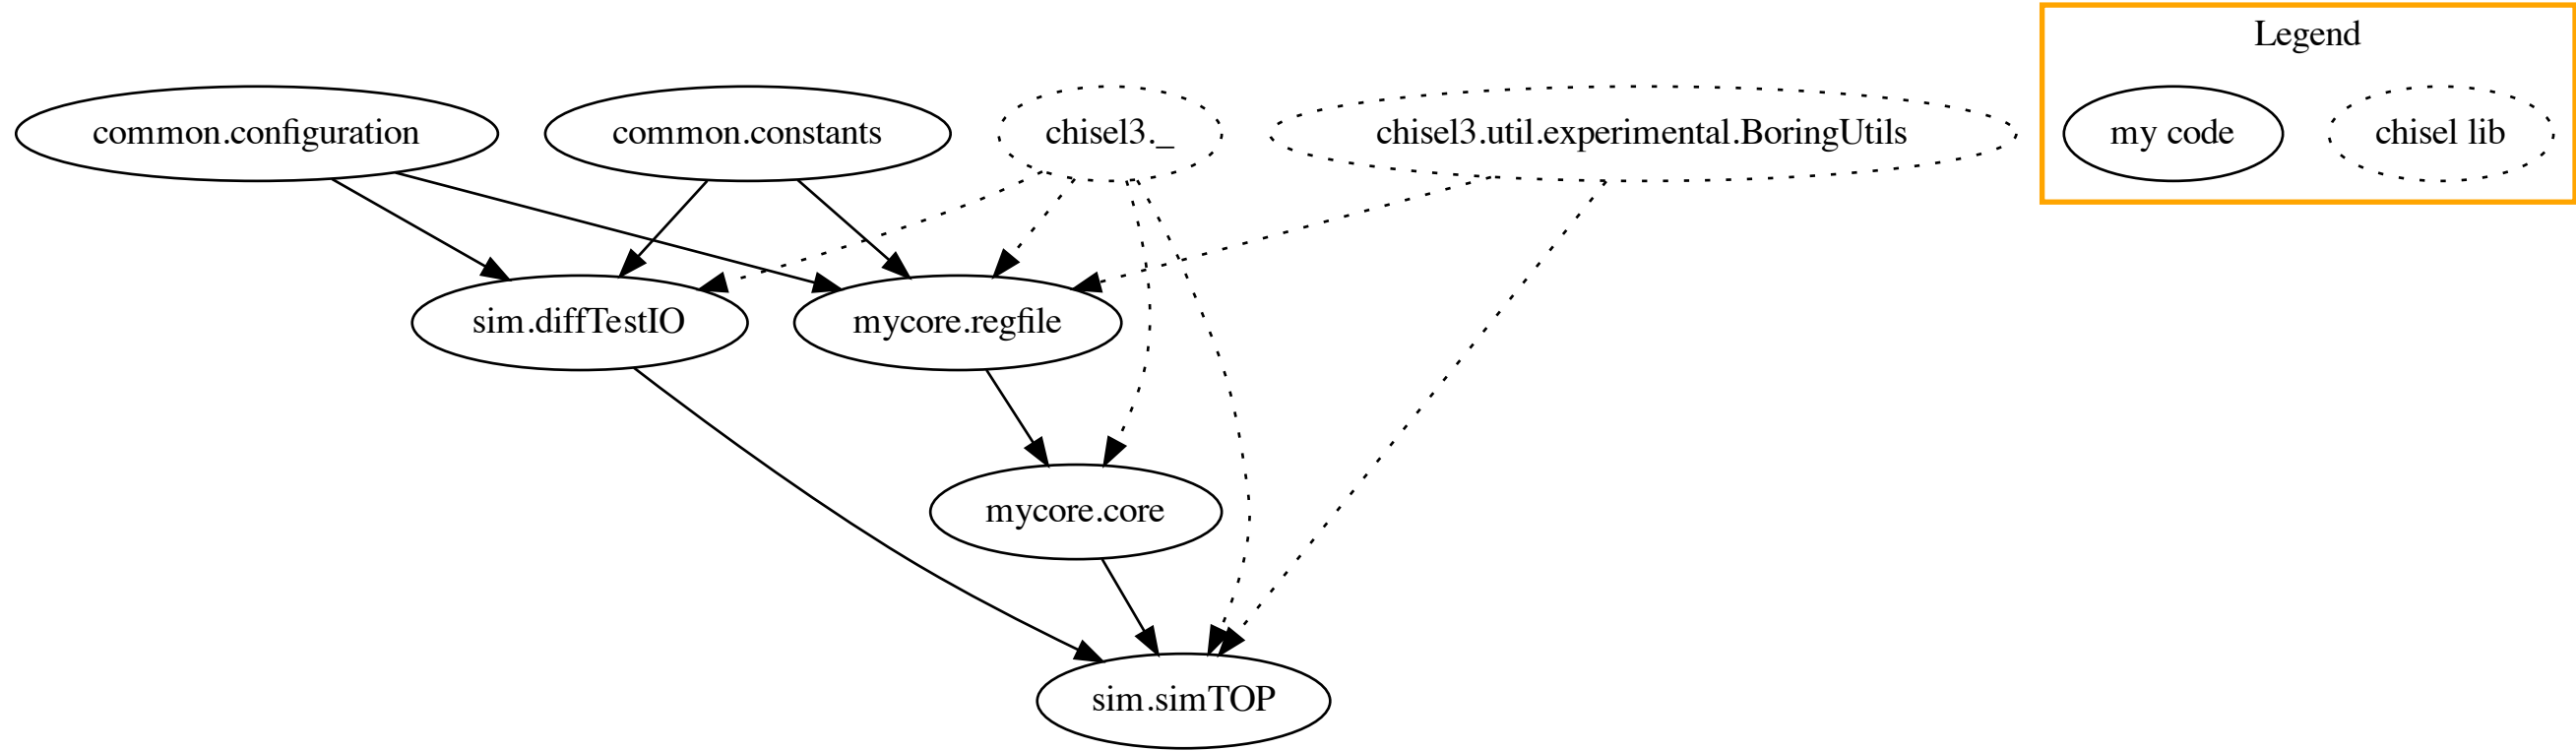 Legend
common.configuration
common.constants
chisel3._
chisel3.util.experimental.BoringUtils
my code
chisel lib
sim.diffTestIO
mycore.regfile
mycore.core
sim.simTOP